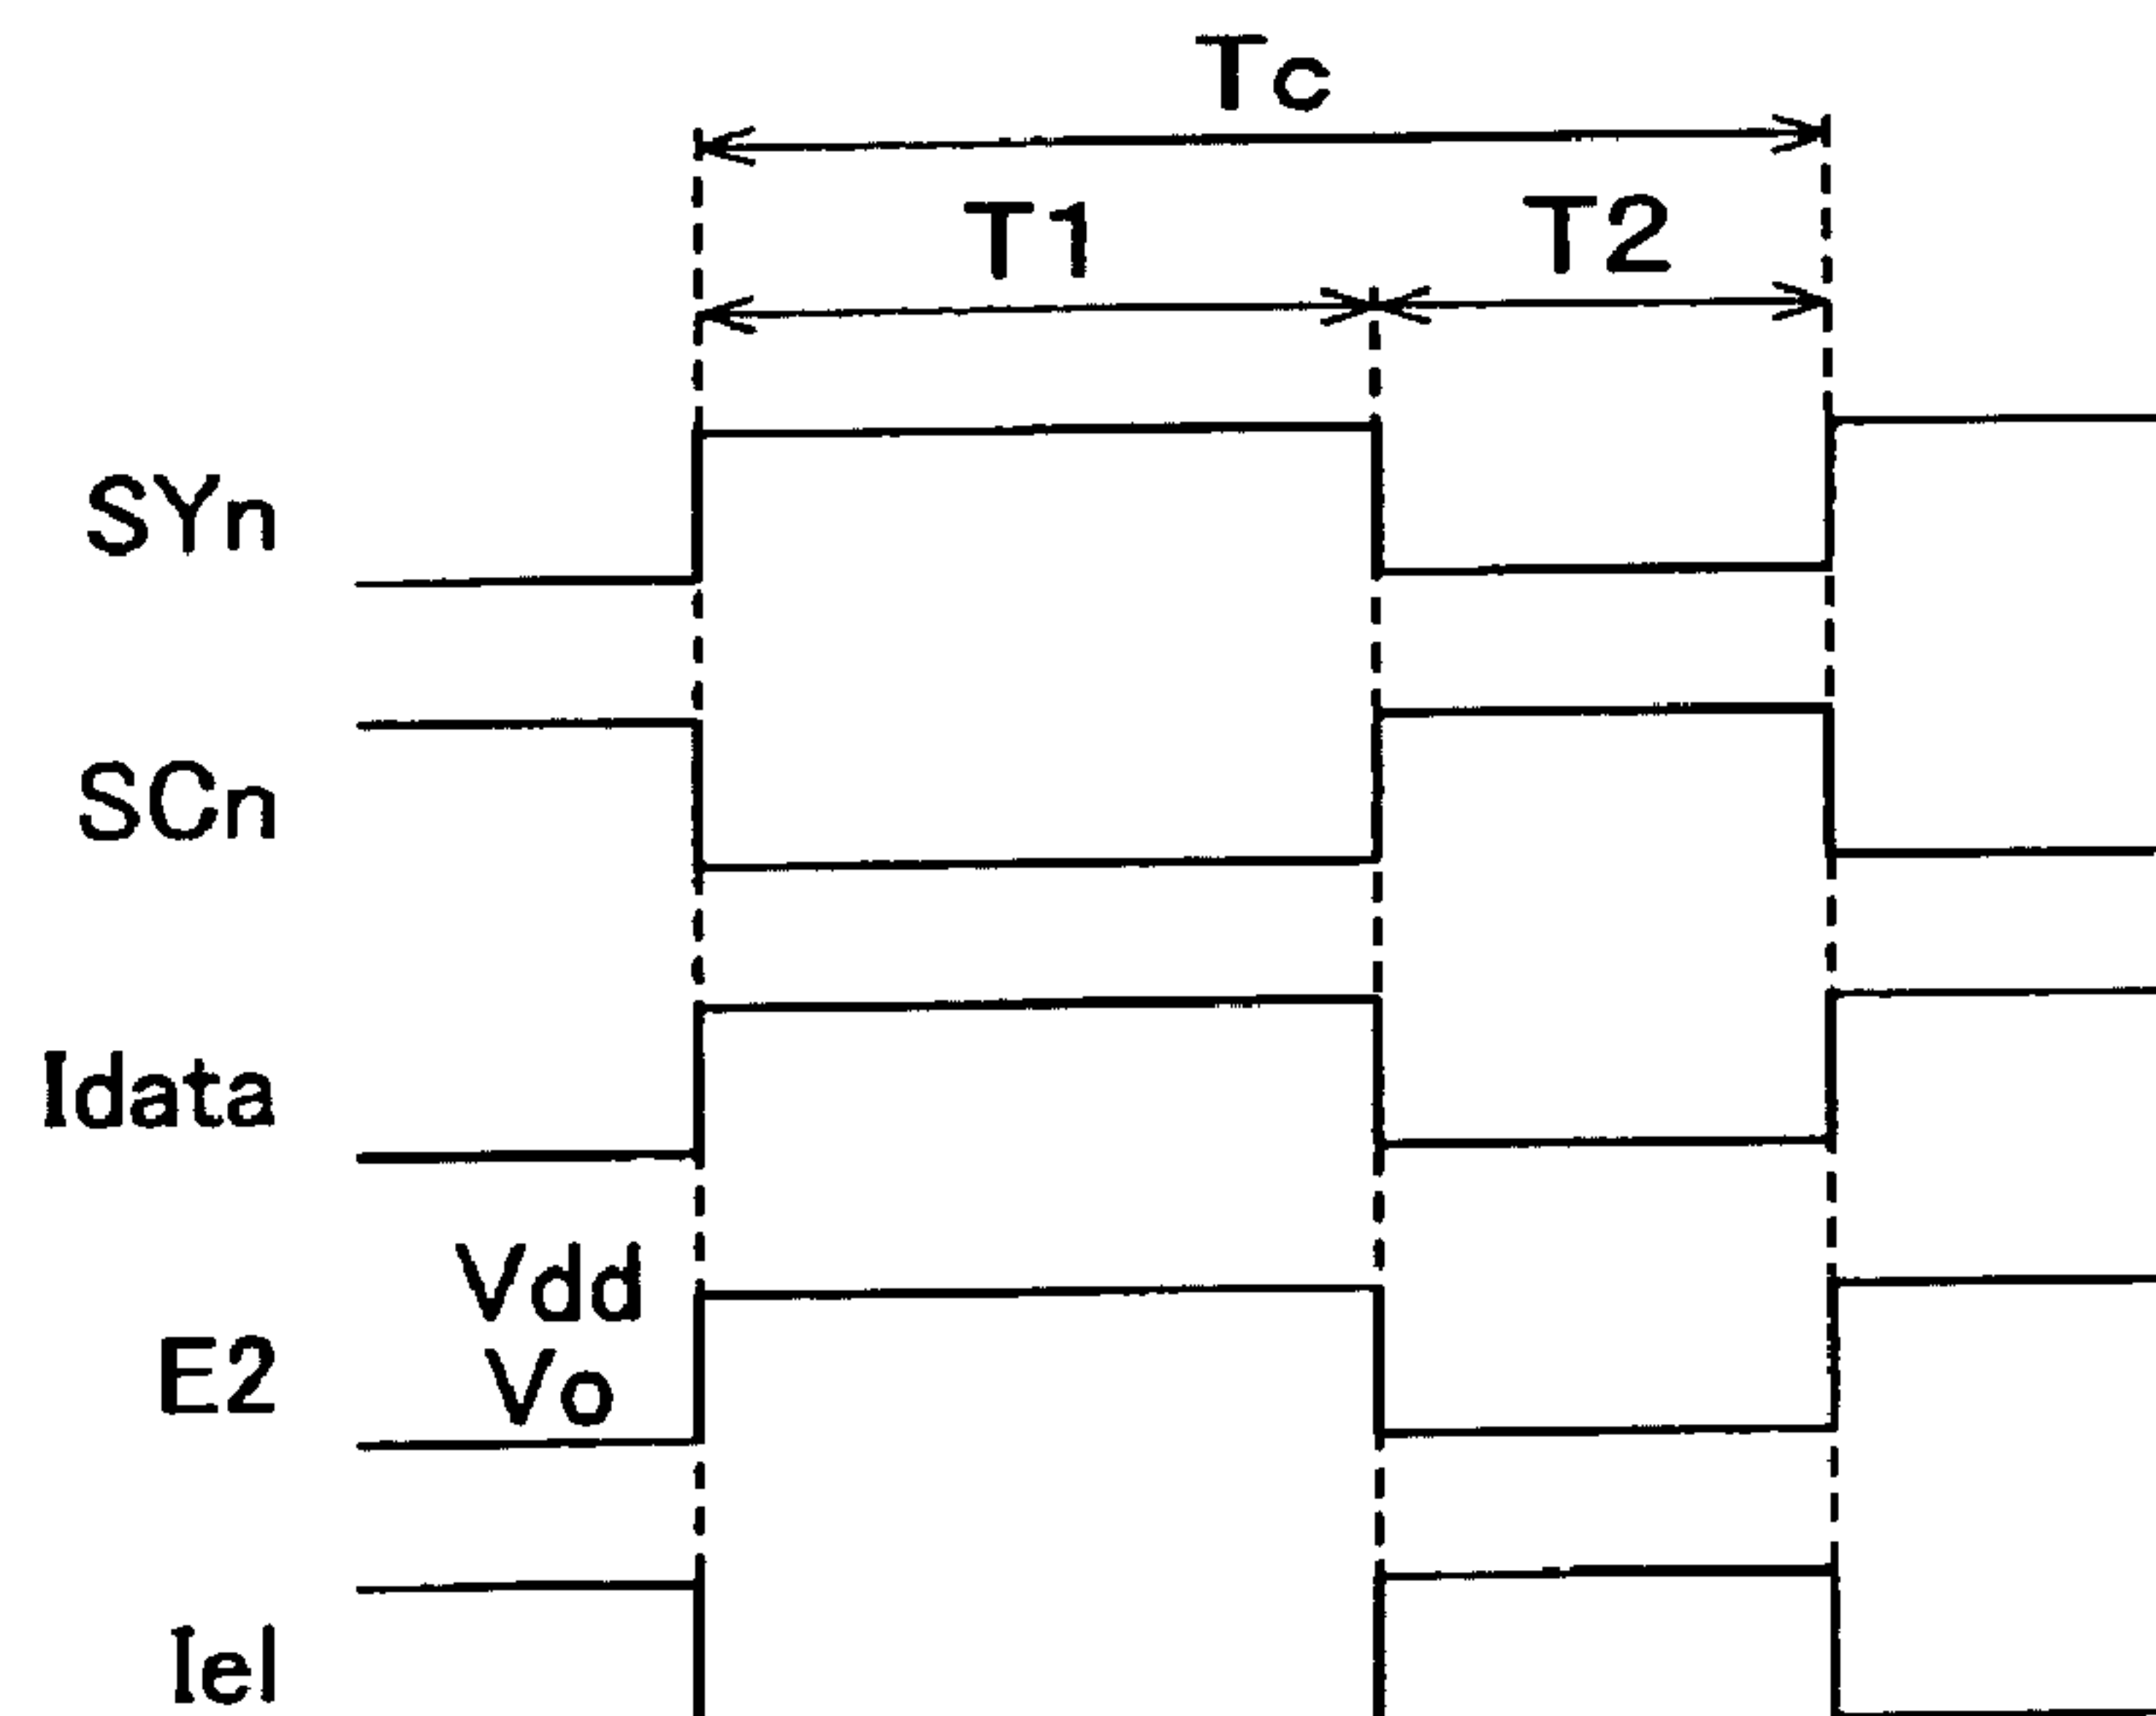 Tc
T1 T2
SYn
SCn
Idata
Vdd
E2
Vo
Iel